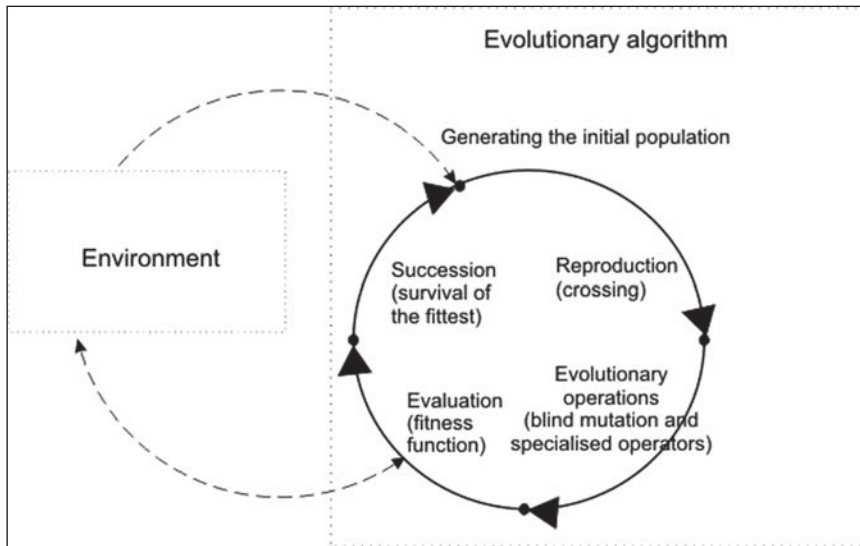 Evolutionary algorithm
Generating the initial population
Environment
Succession
(survival of
the fittest)
Reproduction
(crossing)
Evaluation
(fitness
function)
Evolutionary
operations
(blind mutation and
specialised operators)